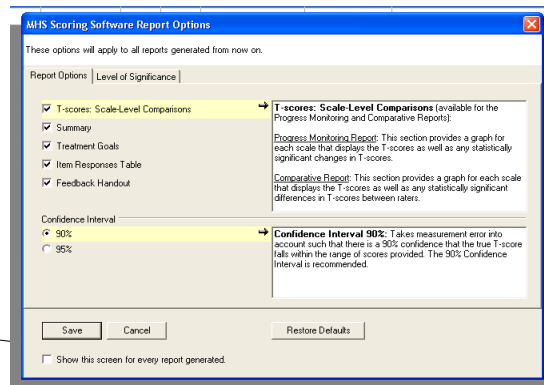 MHS Scoring Software Report Options
These options will apply to all reports generated from now on.
Report Options
Level of Significance
T-scores: Scale-Level Comparisons
Summary
Treatment Goals
Item Responses Table
Feedback Handout
T-scores: Scale-Level Comparisons (available for the
Progress Monitoring and Comparative Reports):
Progress Monitoring Report: This section provides a graph for
each scale that displays the T-scores as well as any statistically
significant changes in T-scores.
Comparative Report: This section provides a graph for each scale
that displays the T-scores as well as any statistically significant
differences in T-scores between raters.
Confidence Interval
90%
95%
Confidence Interval 90%: Takes measurement error into
account such that there is a 90% confidence that the true T-score
falls within the range of scores provided. The 90% Confidence
Interval is recommended.
Save
Cancel
Restore Defaults
Show this screen for every report generated.